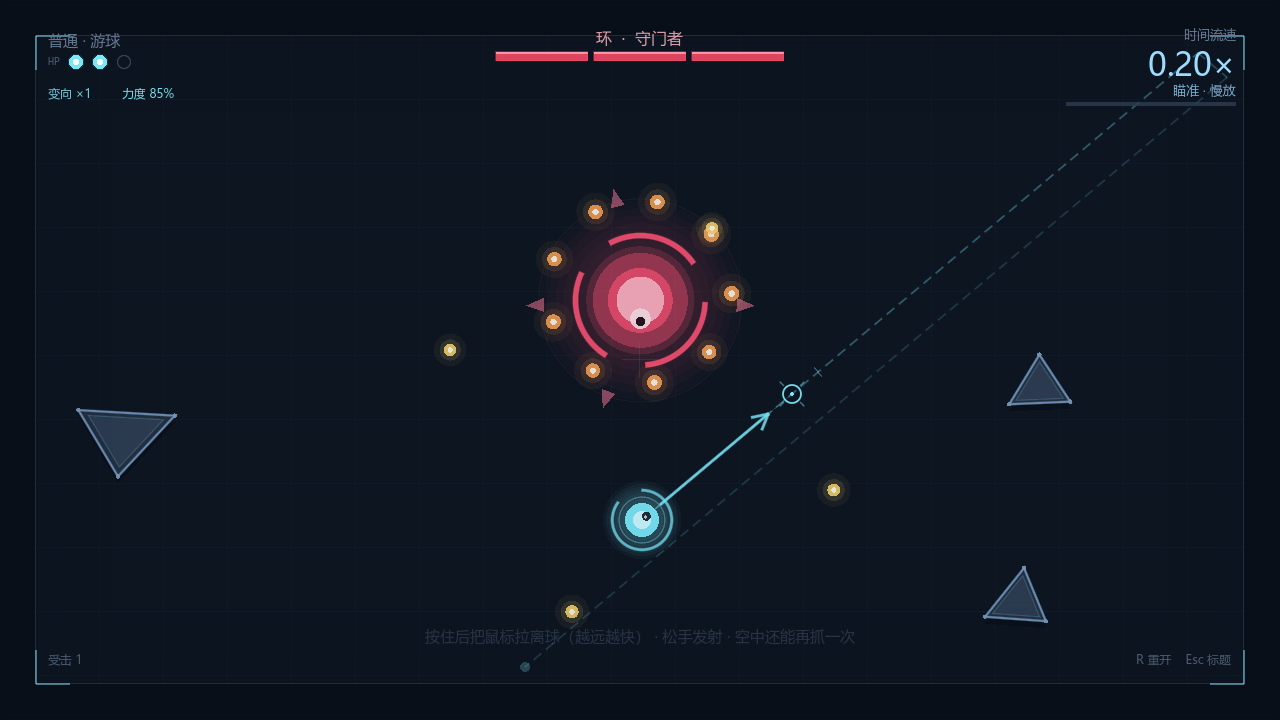 普通 · 游球
HP
变向 ×1
力度 85%
环 · 守门者
时间流速
0.20×
瞄准 · 慢放
按住后把鼠标拉离球（越远越快） · 松手发射 · 空中还能再抓一次
受击 1
R 重开
Esc 标题